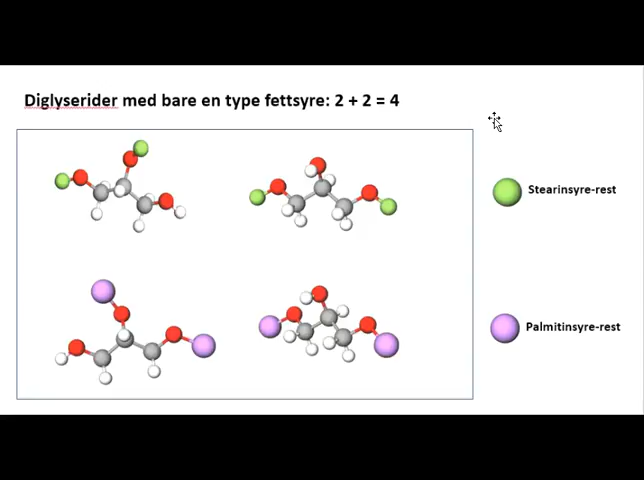 Diglyserider med bare en type fettsyre: 2 + 2 = 4
Stearinsyre-rest
Palmitinsyre-rest